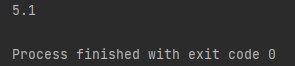 5.1
Process finished with exit code 0